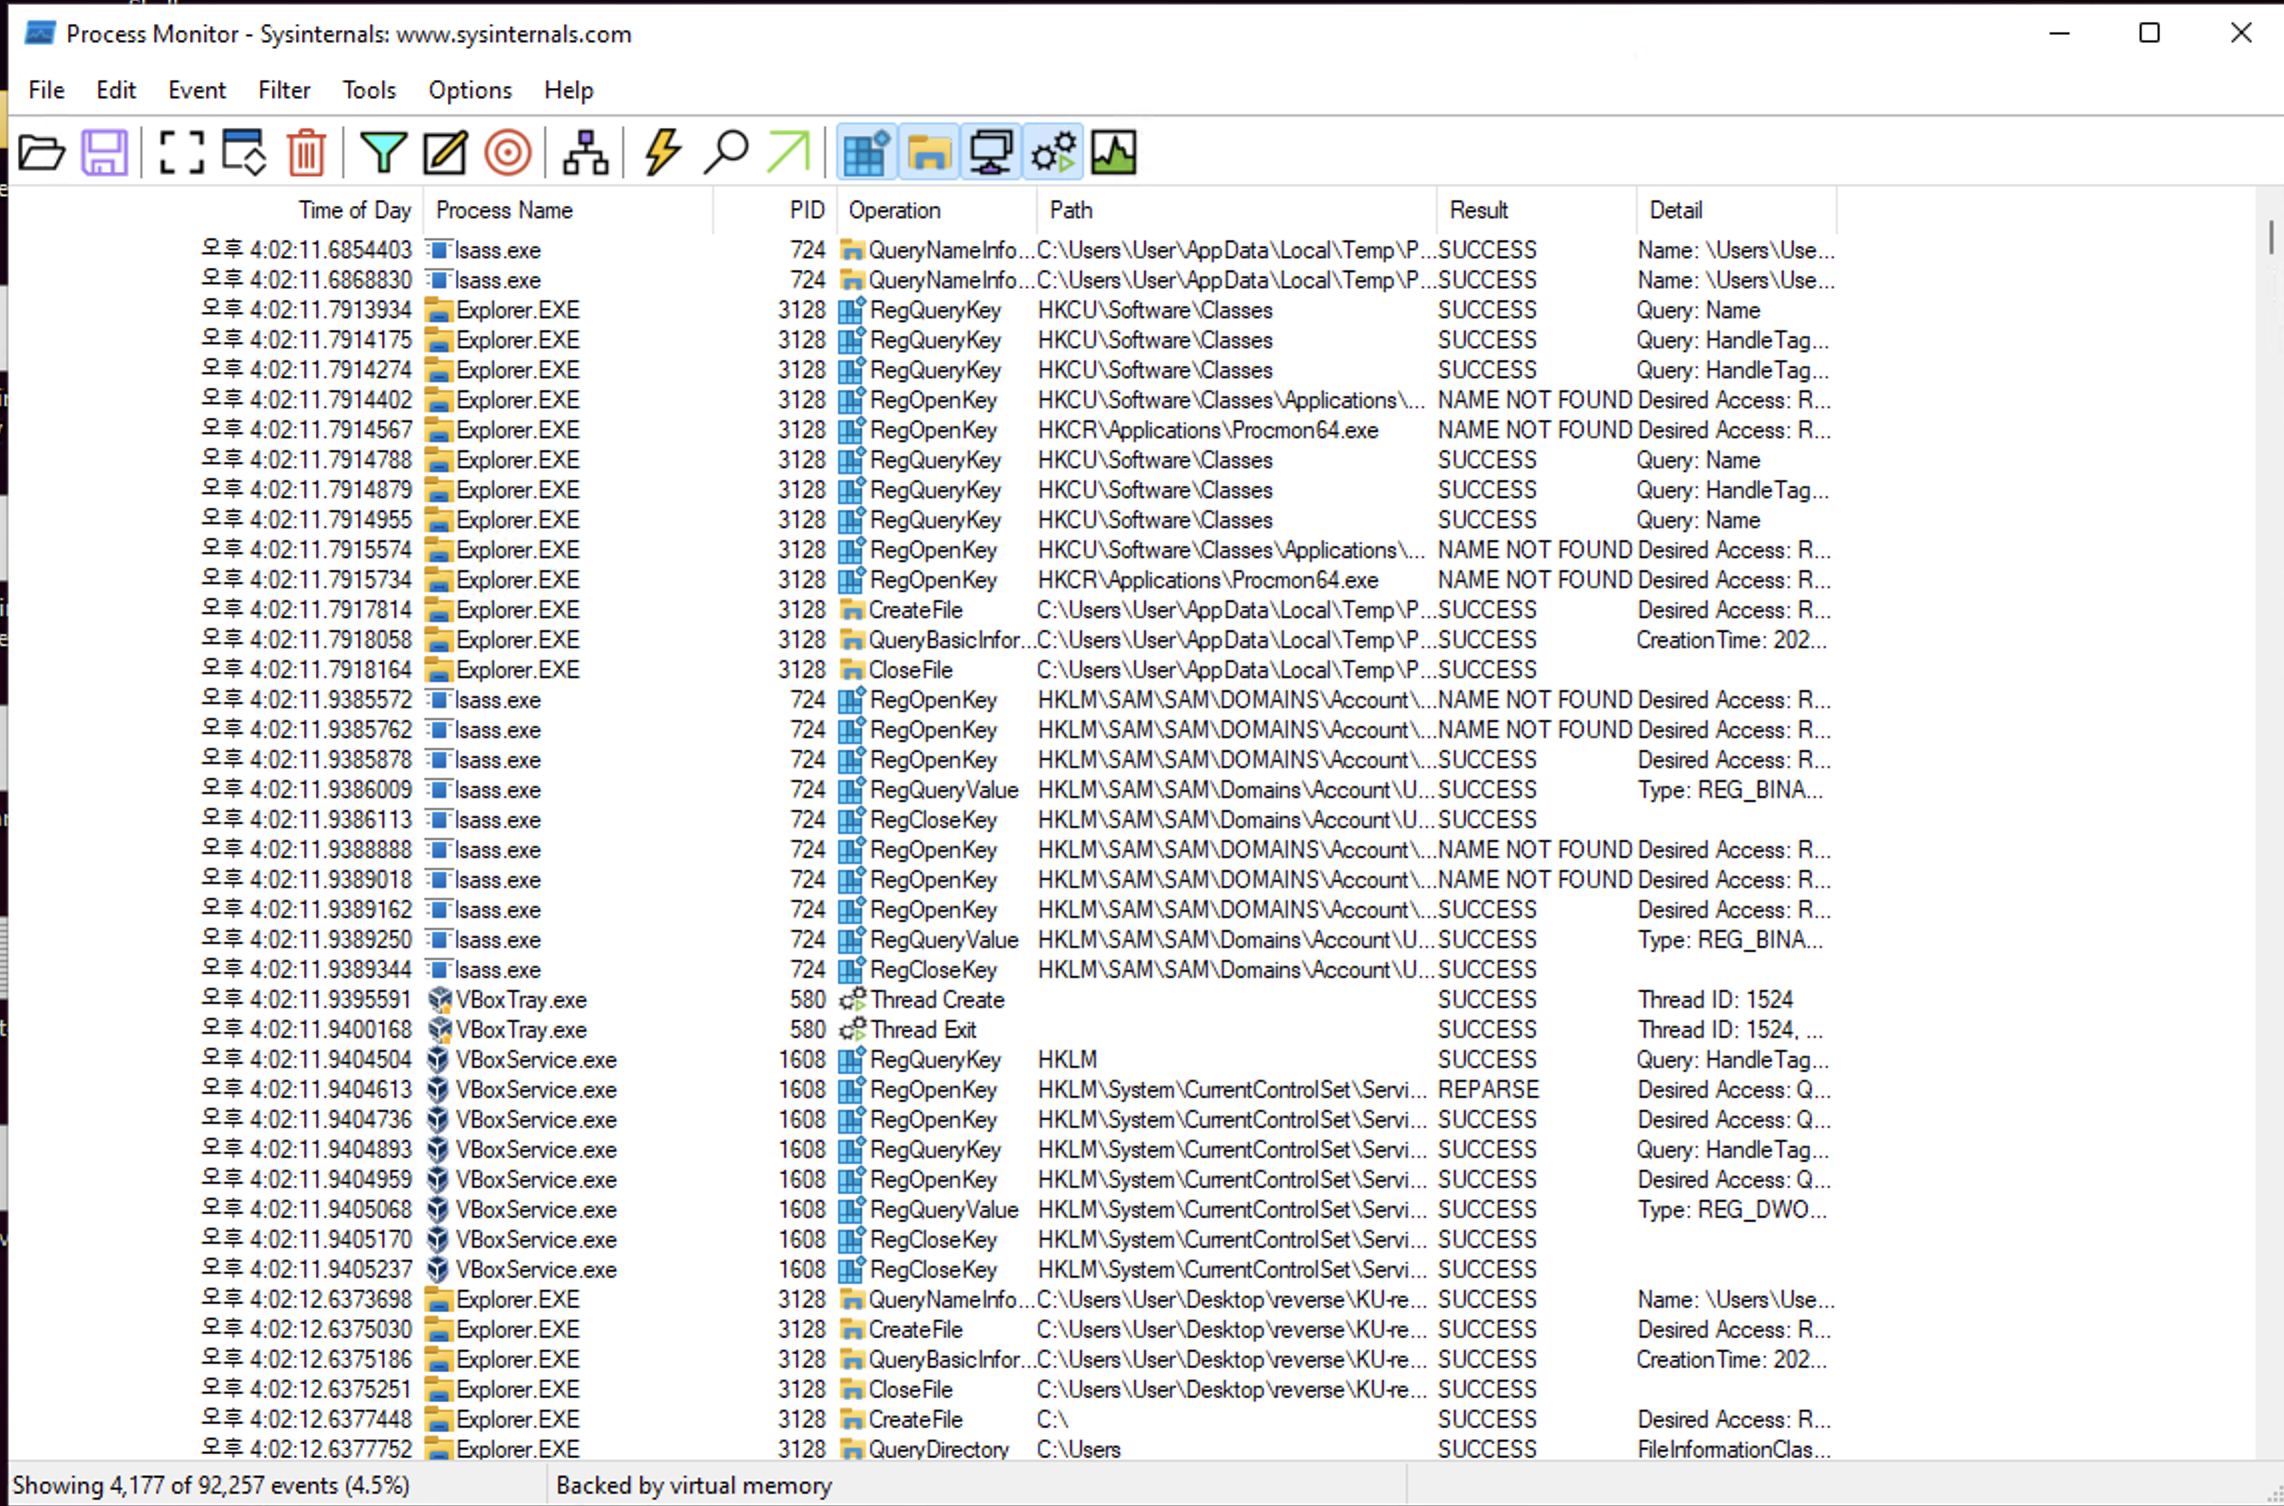 Process Monitor - Sysinternals: www.sysinternals.com
File Edit Event Filter Tools Options Help
Time of Day Process Name PID Operation Path Result Detail
오후 4:02:11.6854403 lsass.exe 724 QueryNameInfo... C:\Users\User\AppData\Local\Temp\P... SUCCESS Name: \Users\Use...
오후 4:02:11.6868830 lsass.exe 724 QueryNameInfo... C:\Users\User\AppData\Local\Temp\P... SUCCESS Name: \Users\Use...
오후 4:02:11.7913934 Explorer.EXE 3128 RegQueryKey HKCU\Software\Classes SUCCESS Query: Name
오후 4:02:11.7914175 Explorer.EXE 3128 RegQueryKey HKCU\Software\Classes SUCCESS Query: HandleTag...
오후 4:02:11.7914274 Explorer.EXE 3128 RegQueryKey HKCU\Software\Classes SUCCESS Query: HandleTag...
오후 4:02:11.7914402 Explorer.EXE 3128 RegOpenKey HKCU\Software\Classes\Applications\... NAME NOT FOUND Desired Access: R...
오후 4:02:11.7914567 Explorer.EXE 3128 RegOpenKey HKCR\Applications\Procmon64.exe NAME NOT FOUND Desired Access: R...
오후 4:02:11.7914788 Explorer.EXE 3128 RegQueryKey HKCU\Software\Classes SUCCESS Query: Name
오후 4:02:11.7914879 Explorer.EXE 3128 RegQueryKey HKCU\Software\Classes SUCCESS Query: HandleTag...
오후 4:02:11.7914955 Explorer.EXE 3128 RegQueryKey HKCU\Software\Classes SUCCESS Query: Name
오후 4:02:11.7915574 Explorer.EXE 3128 RegOpenKey HKCU\Software\Classes\Applications\... NAME NOT FOUND Desired Access: R...
오후 4:02:11.7915734 Explorer.EXE 3128 RegOpenKey HKCR\Applications\Procmon64.exe NAME NOT FOUND Desired Access: R...
오후 4:02:11.7917814 Explorer.EXE 3128 CreateFile C:\Users\User\AppData\Local\Temp\P... SUCCESS Desired Access: R...
오후 4:02:11.7918058 Explorer.EXE 3128 QueryBasicInfor... C:\Users\User\AppData\Local\Temp\P... SUCCESS CreationTime: 202...
오후 4:02:11.7918164 Explorer.EXE 3128 CloseFile C:\Users\User\AppData\Local\Temp\P... SUCCESS
오후 4:02:11.9385572 lsass.exe 724 RegOpenKey HKLM\SAM\SAM\DOMAINS\Account\... NAME NOT FOUND Desired Access: R...
오후 4:02:11.9385762 lsass.exe 724 RegOpenKey HKLM\SAM\SAM\DOMAINS\Account\... NAME NOT FOUND Desired Access: R...
오후 4:02:11.9385878 lsass.exe 724 RegOpenKey HKLM\SAM\SAM\DOMAINS\Account\... SUCCESS Desired Access: R...
오후 4:02:11.9386009 lsass.exe 724 RegQueryValue HKLM\SAM\SAM\Domains\Account\U... SUCCESS Type: REG_BINA...
오후 4:02:11.9386113 lsass.exe 724 RegCloseKey HKLM\SAM\SAM\Domains\Account\U... SUCCESS
오후 4:02:11.9388888 lsass.exe 724 RegOpenKey HKLM\SAM\SAM\DOMAINS\Account\... NAME NOT FOUND Desired Access: R...
오후 4:02:11.9389018 lsass.exe 724 RegOpenKey HKLM\SAM\SAM\DOMAINS\Account\... NAME NOT FOUND Desired Access: R...
오후 4:02:11.9389162 lsass.exe 724 RegOpenKey HKLM\SAM\SAM\DOMAINS\Account\... SUCCESS Desired Access: R...
오후 4:02:11.9389250 lsass.exe 724 RegQueryValue HKLM\SAM\SAM\Domains\Account\U... SUCCESS Type: REG_BINA...
오후 4:02:11.9389344 lsass.exe 724 RegCloseKey HKLM\SAM\SAM\Domains\Account\U... SUCCESS
오후 4:02:11.9395591 VBoxTray.exe 580 Thread Create SUCCESS Thread ID: 1524
오후 4:02:11.9400168 VBoxTray.exe 580 Thread Exit SUCCESS Thread ID: 1524, ...
오후 4:02:11.9404504 VBoxService.exe 1608 RegQueryKey HKLM SUCCESS Query: HandleTag...
오후 4:02:11.9404613 VBoxService.exe 1608 RegOpenKey HKLM\System\CurrentControlSet\Servi... REPARSE Desired Access: Q...
오후 4:02:11.9404736 VBoxService.exe 1608 RegOpenKey HKLM\System\CurrentControlSet\Servi... SUCCESS Desired Access: Q...
오후 4:02:11.9404893 VBoxService.exe 1608 RegQueryKey HKLM\System\CurrentControlSet\Servi... SUCCESS Query: HandleTag...
오후 4:02:11.9404959 VBoxService.exe 1608 RegOpenKey HKLM\System\CurrentControlSet\Servi... SUCCESS Desired Access: Q...
오후 4:02:11.9405068 VBoxService.exe 1608 RegQueryValue HKLM\System\CurrentControlSet\Servi... SUCCESS Type: REG_DWO...
오후 4:02:11.9405170 VBoxService.exe 1608 RegCloseKey HKLM\System\CurrentControlSet\Servi... SUCCESS
오후 4:02:11.9405237 VBoxService.exe 1608 RegCloseKey HKLM\System\CurrentControlSet\Servi... SUCCESS
오후 4:02:12.6373698 Explorer.EXE 3128 QueryNameInfo... C:\Users\User\Desktop\reverse\KU-re... SUCCESS Name: \Users\Use...
오후 4:02:12.6375030 Explorer.EXE 3128 CreateFile C:\Users\User\Desktop\reverse\KU-re... SUCCESS Desired Access: R...
오후 4:02:12.6375186 Explorer.EXE 3128 QueryBasicInfor... C:\Users\User\Desktop\reverse\KU-re... SUCCESS CreationTime: 202...
오후 4:02:12.6375251 Explorer.EXE 3128 CloseFile C:\Users\User\Desktop\reverse\KU-re... SUCCESS
오후 4:02:12.6377448 Explorer.EXE 3128 CreateFile C:\ SUCCESS Desired Access: R...
오후 4:02:12.6377752 Explorer.EXE 3128 QueryDirectory C:\Users SUCCESS FileInformationClas...
Showing 4,177 of 92,257 events (4.5%) Backed by virtual memory